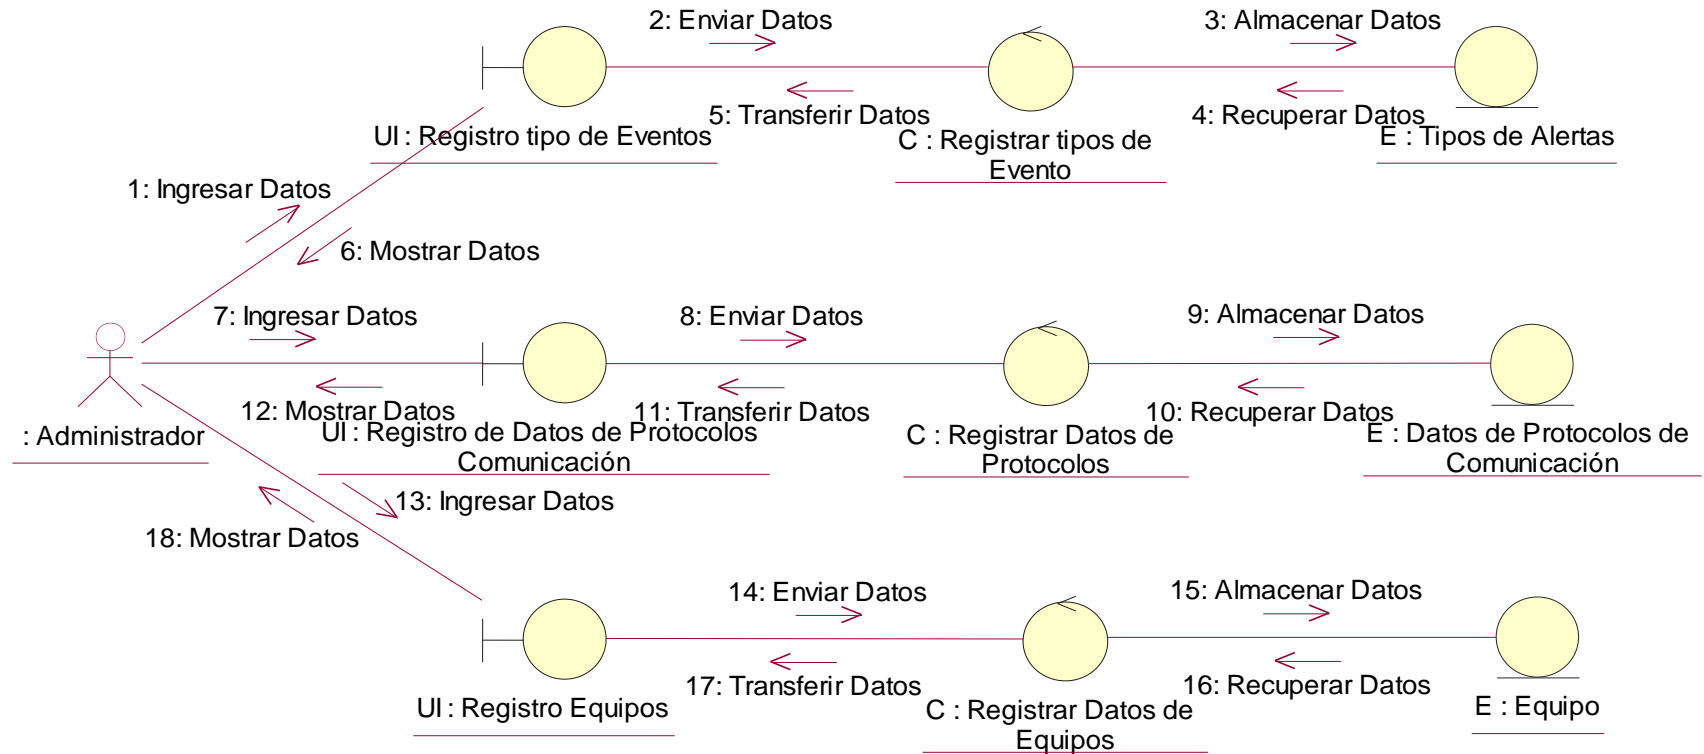 2: Enviar Datos
3: Almacenar Datos
5: Transferir Datos
4: Recuperar Datos
UI : Registro tipo de Eventos
C : Registrar tipos de
Evento
E : Tipos de Alertas
1: Ingresar Datos
6: Mostrar Datos
7: Ingresar Datos
8: Enviar Datos
9: Almacenar Datos
12: Mostrar Datos
11: Transferir Datos
10: Recuperar Datos
: Administrador
UI : Registro de Datos de Protocolos
Comunicación
C : Registrar Datos de
Protocolos
E : Datos de Protocolos de
Comunicación
13: Ingresar Datos
18: Mostrar Datos
14: Enviar Datos
15: Almacenar Datos
17: Transferir Datos
16: Recuperar Datos
UI : Registro Equipos
C : Registrar Datos de
Equipos
E : Equipo